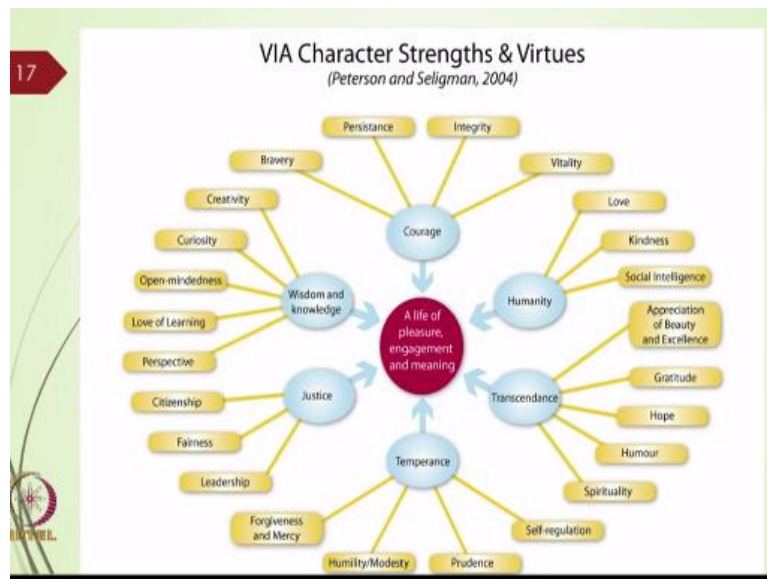 17
VIA Character Strengths & Virtues
(Peterson and Seligman, 2004)
Persistance
Integrity
Bravery
Vitality
Creativity
Love
Courage
Curiosity
Kindness
Open-mindedness
Social Intelligence
Wisdom and
knowledge
Humanity
Love of Learning
Appreciation
of Beauty
and Excellence
A life of
pleasure,
engagement
and meaning
Perspective
Gratitude
Citizenship
Justice
Transcendance
Hope
Fairness
Humour
Leadership
Temperance
Spirituality
Forgiveness
and Mercy
Self-regulation
Humility/Modesty
Prudence